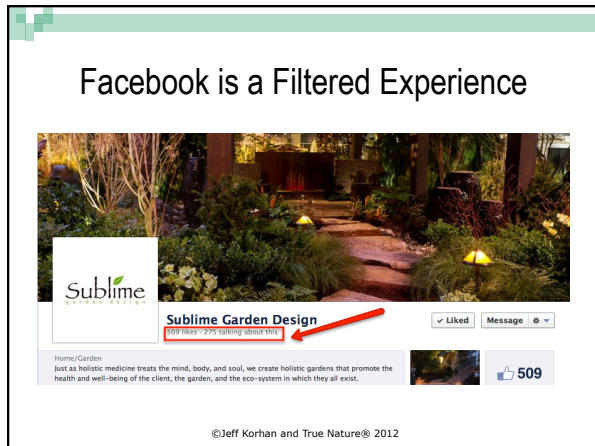 Facebook is a Filtered Experience
Sublime
garden design
Sublime Garden Design
509 likes · 275 talking about this
✓ Liked
Message
Home/Garden
Just as holistic medicine treats the mind, body, and soul, we create holistic gardens that promote the
health and well-being of the client, the garden, and the eco-system in which they all exist.
509
©Jeff Korhan and True Nature® 2012